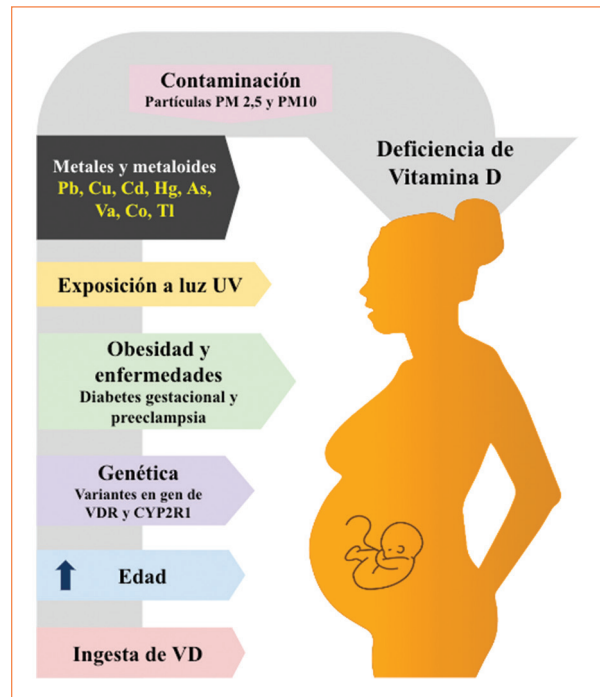 Contaminación
Partículas PM 2,5 y PM10
Deficiencia de
Vitamina D
Metales y metaloides
Pb, Cu, Cd, Hg, As,
Va, Co, Tl
Exposición a luz UV
Obesidad y
enfermedades
Diabetes gestacional y
preeclampsia
Genética
Variantes en gen de
VDR y CYP2R1
Edad
Ingesta de VD